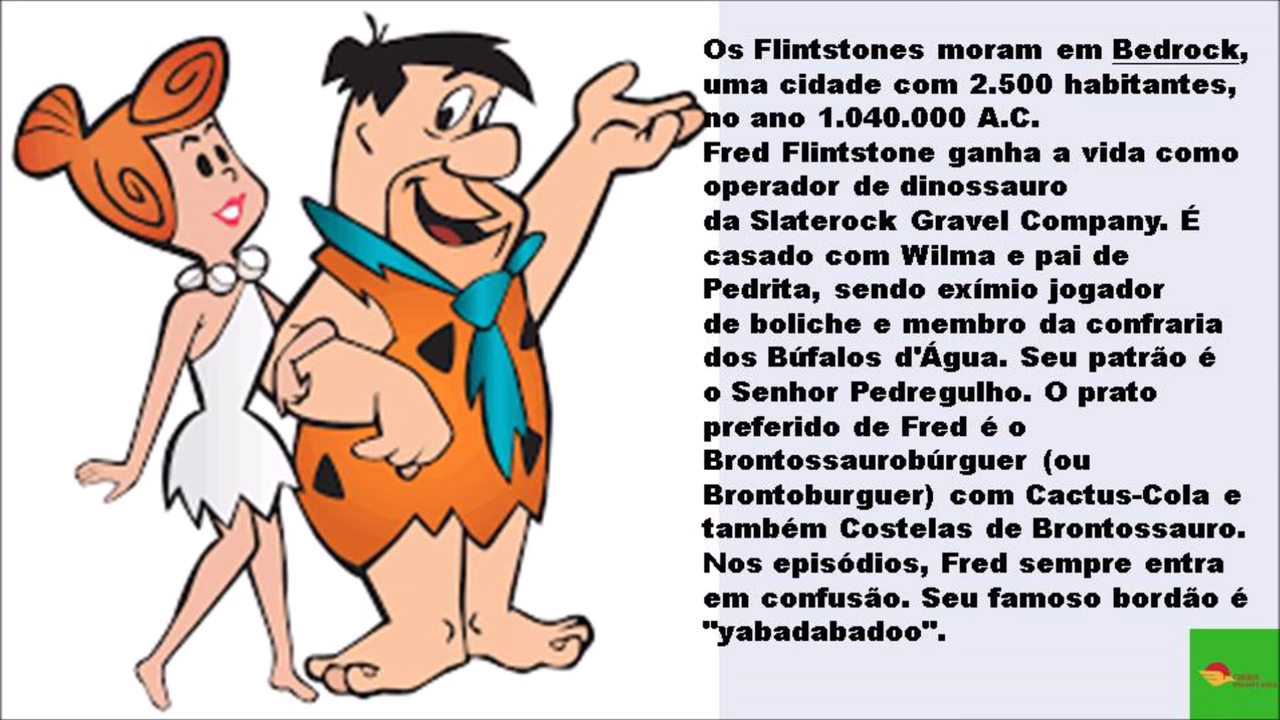 Os Flintstones moram em Bedrock,
uma cidade com 2.500 habitantes,
no ano 1.040.000 A.C.
Fred Flintstone ganha a vida como
operador de dinossauro
da Slaterock Gravel Company. É
casado com Wilma e pai de
Pedrita, sendo exímio jogador
de boliche e membro da confraria
dos Búfalos d'Água. Seu patrão é
o Senhor Pedregulho. O prato
preferido de Fred é o
Brontossaurobúrguer (ou
Brontoburguer) com Cactus-Cola e
também Costelas de Brontossauro.
Nos episódios, Fred sempre entra
em confusão. Seu famoso bordão é
"yabadabadoo".